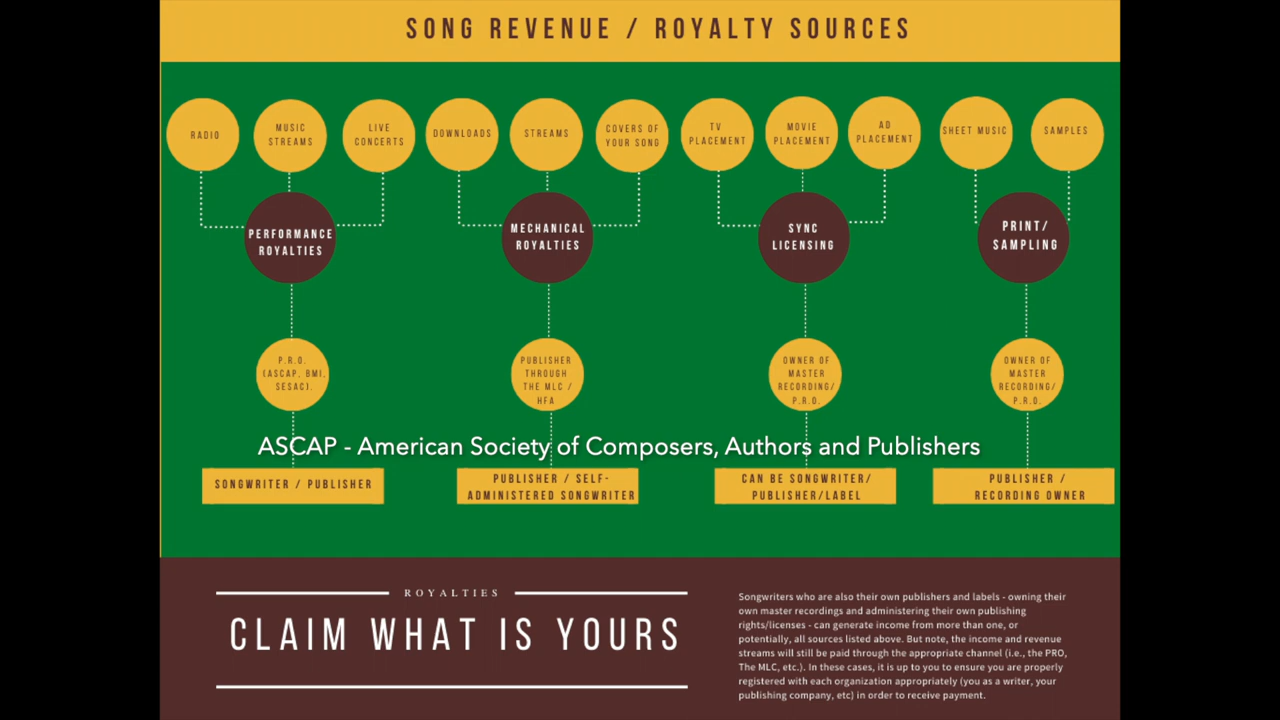 SONG REVENUE / ROYALTY SOURCES
RADIO
MUSIC
STREAMS
LIVE
CONCERTS
DOWNLOADS
STREAMS
COVERS OF
YOUR SONG
TV
PLACEMENT
MOVIE
PLACEMENT
AD
PLACEMENT
SHEET MUSIC
SAMPLES
PERFORMANCE
ROYALTIES
MECHANICAL
ROYALTIES
SYNC
LICENSING
PRINT/
SAMPLING
P.R.O.
(ASCAP, BMI,
SESAC).
PUBLISHER
THROUGH
THE MLC /
HFA
OWNER OF
MASTER
RECORDING/
P.R.O.
OWNER OF
MASTER
RECORDING/
P.R.O.
ASCAP - American Society of Composers, Authors and Publishers
SONGWRITER / PUBLISHER
PUBLISHER / SELF-
ADMINISTERED SONGWRITER
CAN BE SONGWRITER/
PUBLISHER/LABEL
PUBLISHER /
RECORDING OWNER
ROYALTIES
CLAIM WHAT IS YOURS
Songwriters who are also their own publishers and labels - owning their
own master recordings and administering their own publishing
rights/licenses - can generate income from more than one, or
potentially, all sources listed above. But note, the income and revenue
streams will still be paid through the appropriate channel (i.e., the PRO,
The MLC, etc.). In these cases, it is up to you to ensure you are properly
registered with each organization appropriately (you as a writer, your
publishing company, etc) in order to receive payment.